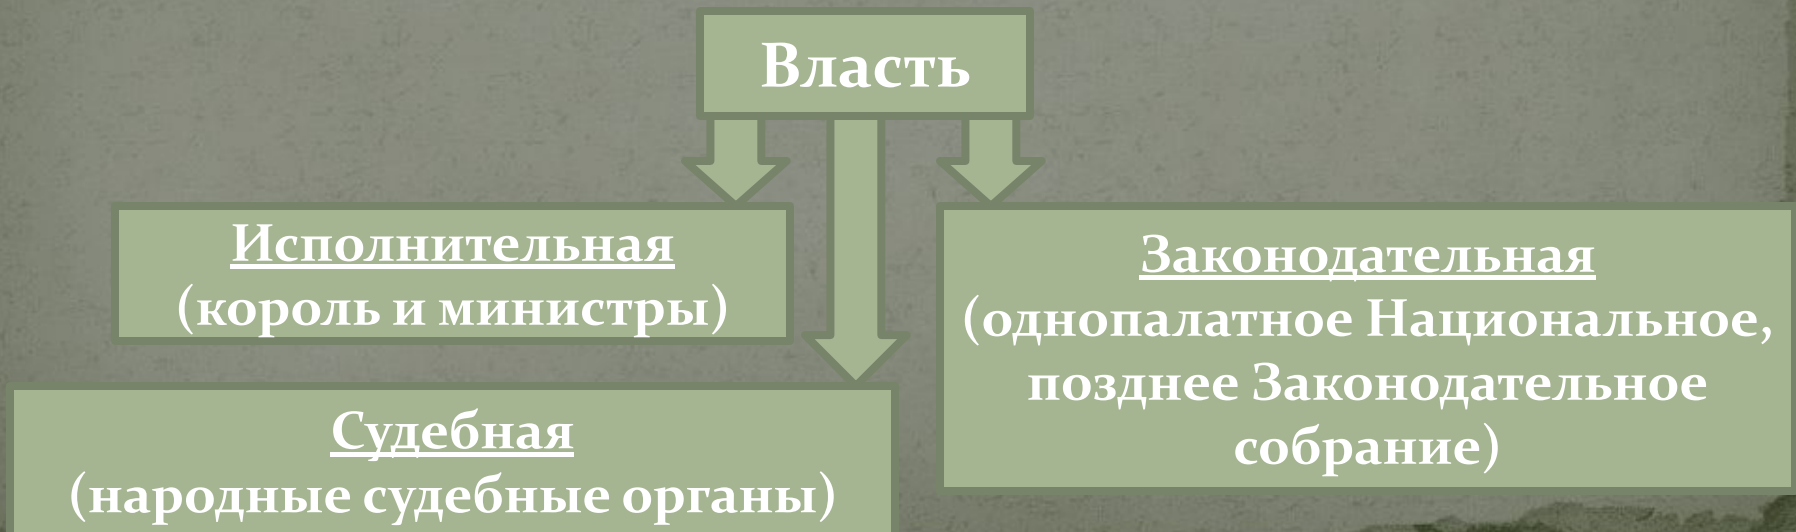 Власть
Исполнительная
(король и министры)
Законодательная
(однопалатное Национальное,
позднее Законодательное
собрание)
Судебная
(народные судебные органы)